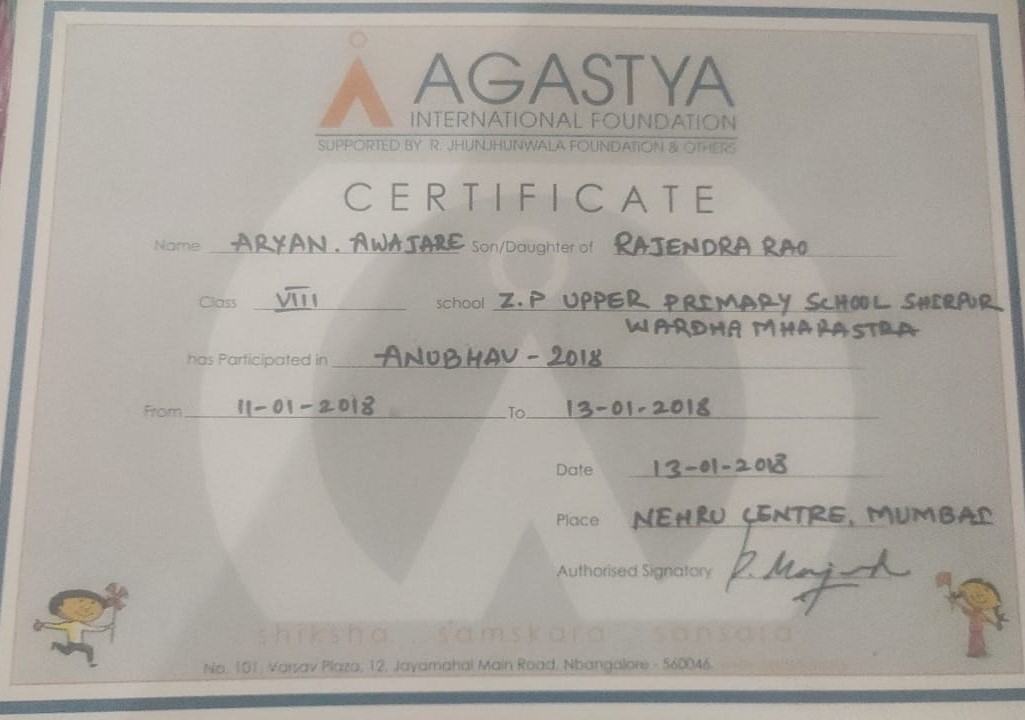 AGASTYA
INTERNATIONAL FOUNDATION
SUPPORTED BY R. JHUNJHUNWALA FOUNDATION & OTHERS
CERTIFICATE
Name ARYAN. AWAJARE Son/Daughter of RAJENDRA RAO
Class VIII school Z.P UPPER PRIMARY SCHOOL SHIRPUR
WARDHA MHARASTRA
has Participated in ANUBHAV - 2018
From 11-01-2018 To 13-01-2018
Date 13-01-2018
Place NEHRU CENTRE, MUMBAI
Authorised Signatory
shiksha samskara sansara
No. 101, Varsav Plaza, 12, Jayamahal Main Road, Nbangalore - 560046.